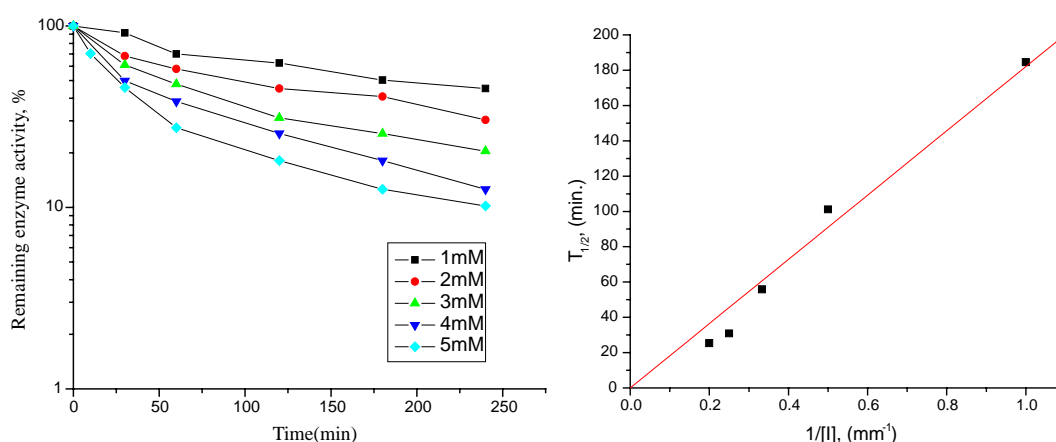 Remaining enzyme activity, %
100
10
1
0
50
100
150
200
250
Time(min)
1mM
2mM
3mM
4mM
5mM
T1/2, (min.)
200
180
160
140
120
100
80
60
40
20
0
0.0
0.2
0.4
0.6
0.8
1.0
1/[I], (mm⁻¹)